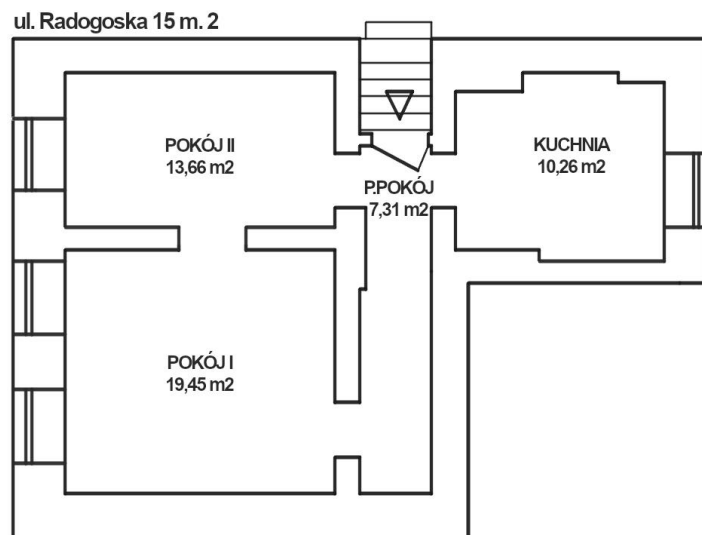 ul. Radogoska 15 m. 2
POKÓJ II
13,66 m2
KUCHNIA
10,26 m2
P.POKÓJ
7,31 m2
POKÓJ I
19,45 m2